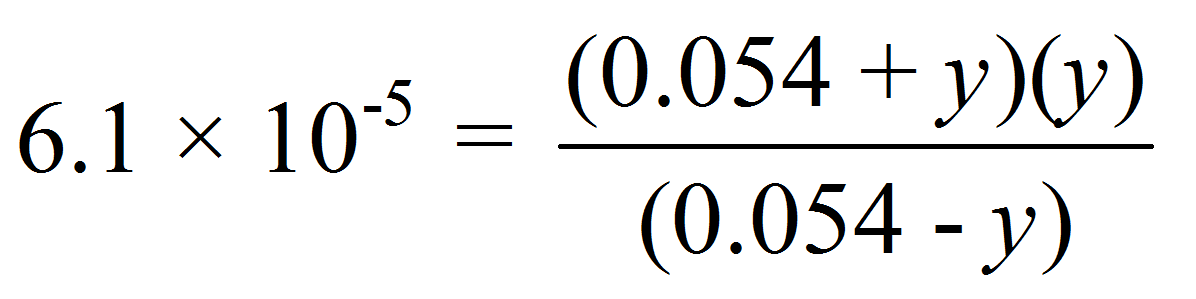 6.1 × 10⁻⁵ = (0.054 + y)(y)
(0.054 - y)